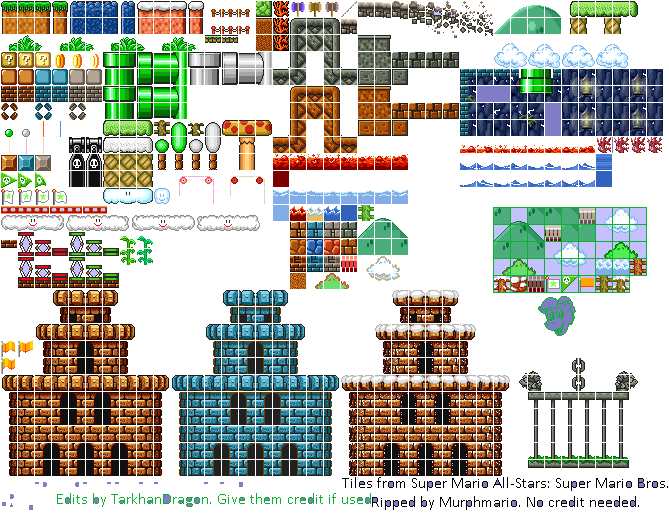 Tiles from Super Mario All-Stars: Super Mario Bros.
Edits by TarkhanDragon. Give them credit if used.
Ripped by Murphmario. No credit needed.